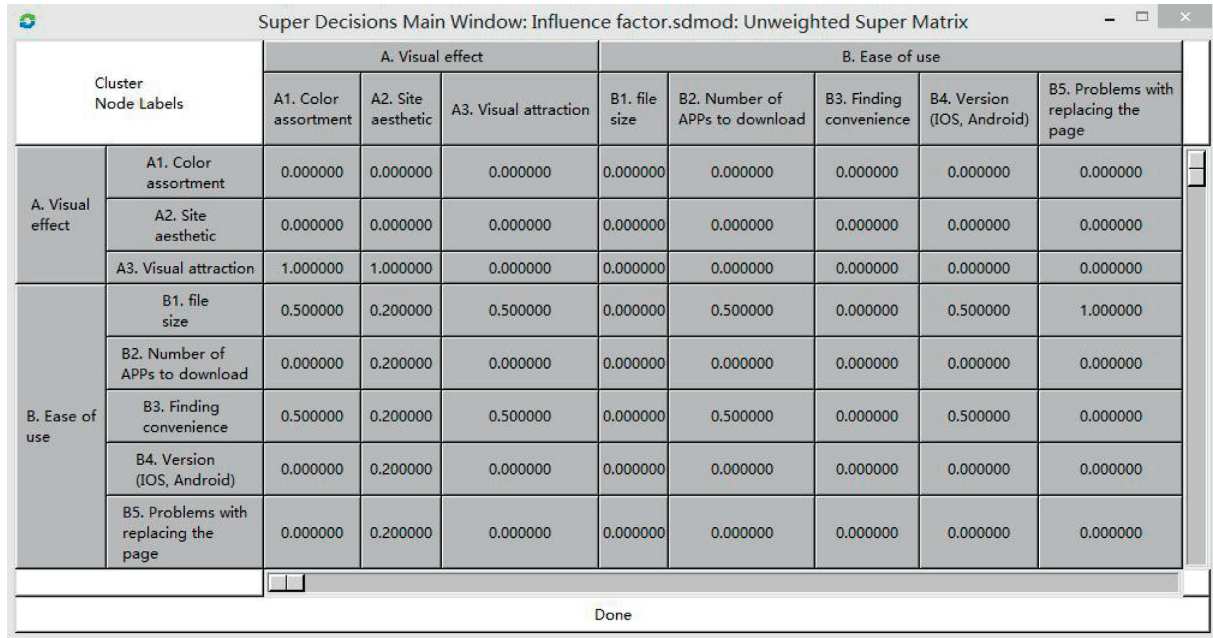 Super Decisions Main Window: Influence factor.sdmod: Unweighted Super Matrix
Cluster
Node Labels
A. Visual effect
B. Ease of use
A1. Color
assortment
A2. Site
aesthetic
A3. Visual attraction
B1. file
size
B2. Number of
APPs to download
B3. Finding
convenience
B4. Version
(IOS, Android)
B5. Problems with
replacing the
page
A. Visual
effect
A1. Color
assortment
0.000000 0.000000 0.000000 0.000000 0.000000 0.000000 0.000000 0.000000
A2. Site
aesthetic
0.000000 0.000000 0.000000 0.000000 0.000000 0.000000 0.000000 0.000000
A3. Visual attraction 1.000000 1.000000 0.000000 0.000000 0.000000 0.000000 0.000000 0.000000
B. Ease of
use
B1. file
size
0.500000 0.200000 0.500000 0.000000 0.500000 0.000000 0.500000 1.000000
B2. Number of
APPs to download
0.000000 0.200000 0.000000 0.000000 0.000000 0.000000 0.000000 0.000000
B3. Finding
convenience
0.500000 0.200000 0.500000 0.000000 0.500000 0.000000 0.500000 0.000000
B4. Version
(IOS, Android)
0.000000 0.200000 0.000000 0.000000 0.000000 0.000000 0.000000 0.000000
B5. Problems with
replacing the
page
0.000000 0.200000 0.000000 0.000000 0.000000 0.000000 0.000000 0.000000
Done